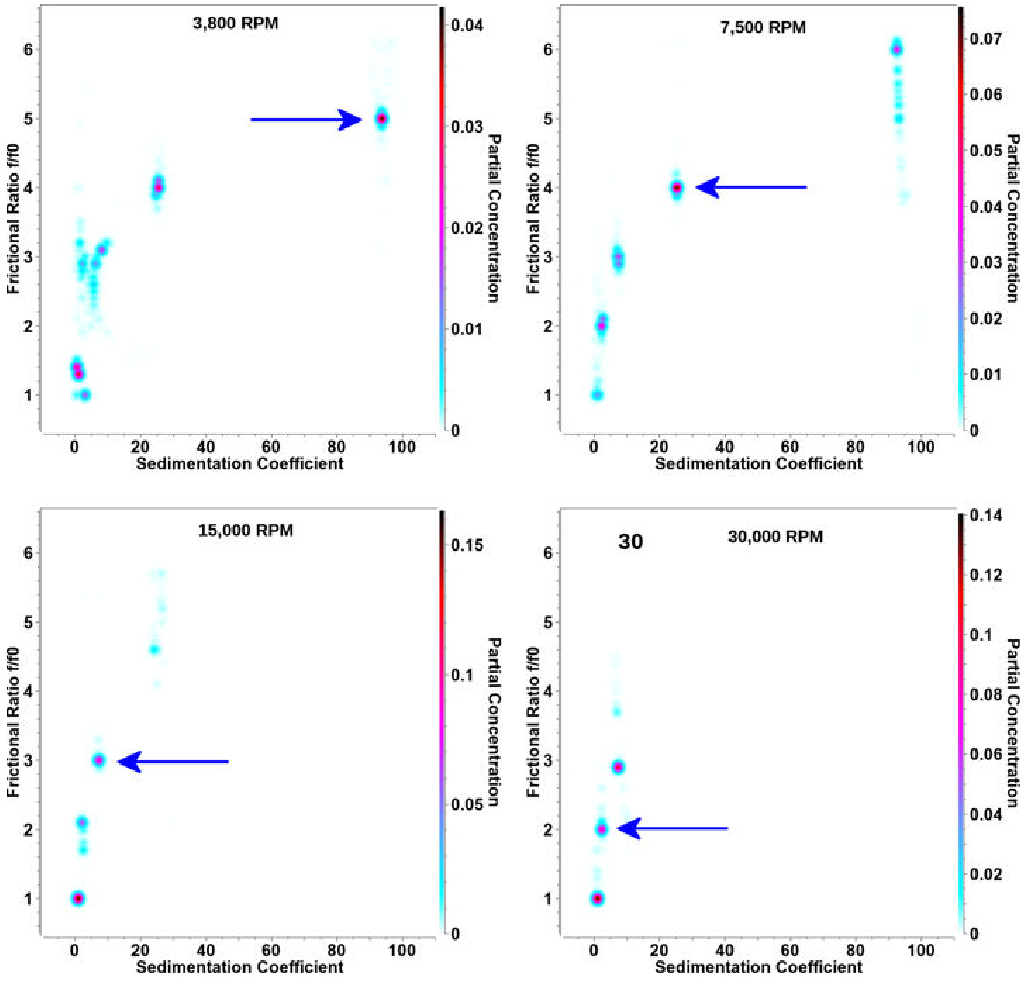 3,800 RPM
6
5
4
3
2
1
Frictional Ratio f/f0
0 20 40 60 80 100
Sedimentation Coefficient
0.04
0.03
0.02
0.01
0
Partial Concentration
7,500 RPM
6
5
4
3
2
1
Frictional Ratio f/f0
0 20 40 60 80 100
Sedimentation Coefficient
0.07
0.06
0.05
0.04
0.03
0.02
0.01
0
Partial Concentration
15,000 RPM
6
5
4
3
2
1
Frictional Ratio f/f0
0 20 40 60 80 100
Sedimentation Coefficient
0.15
0.1
0.05
0
Partial Concentration
30 30,000 RPM
6
5
4
3
2
1
Frictional Ratio f/f0
0 20 40 60 80 100
Sedimentation Coefficient
0.14
0.12
0.1
0.08
0.06
0.04
0.02
0
Partial Concentration